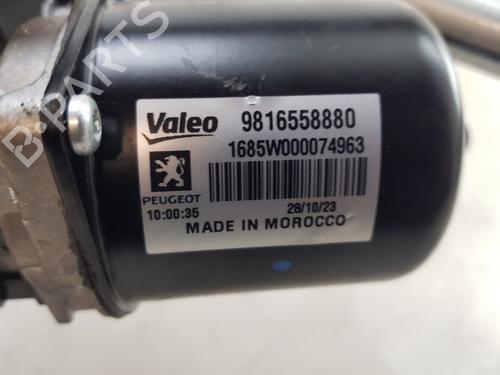 B-PARTS
Valeo 9816558880
1685W000074963
PEUGEOT
10:00:35 28/10/23
MADE IN MOROCCO